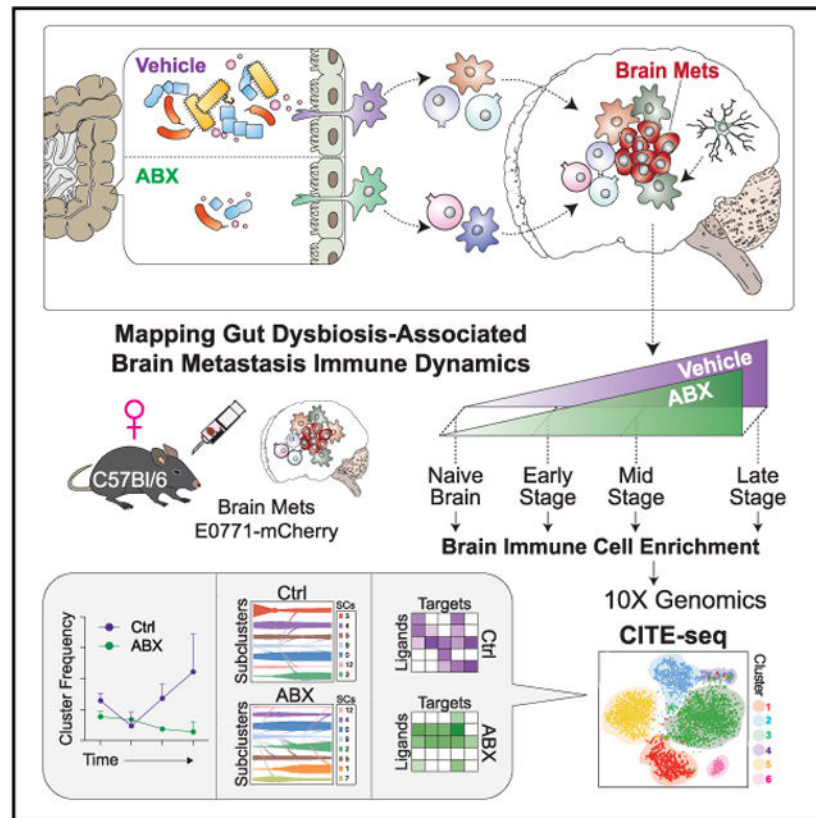 Vehicle
ABX
Brain Mets
Mapping Gut Dysbiosis-Associated
Brain Metastasis Immune Dynamics
C57Bl/6
Brain Mets
E0771-mCherry
Vehicle
ABX
Naive
Brain
Early
Stage
Mid
Stage
Late
Stage
Brain Immune Cell Enrichment
10X Genomics
CITE-seq
Cluster
1
2
3
4
5
6
Cluster Frequency
Ctrl
ABX
Time
Ctrl
Subclusters
SCs
ABX
Subclusters
SCs
Targets
Ligands
Ctrl
Targets
Ligands
ABX